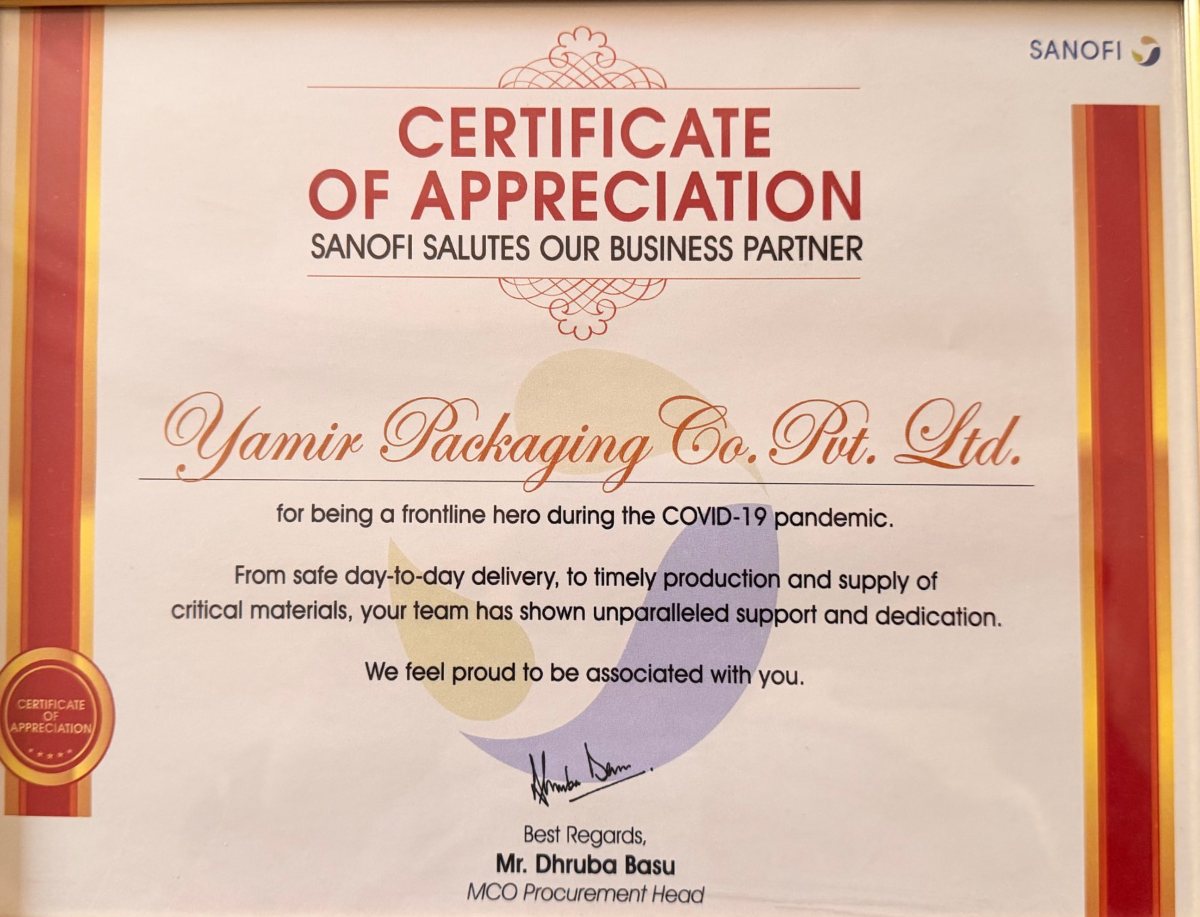 SANOFI
CERTIFICATE
OF APPRECIATION
SANOFI SALUTES OUR BUSINESS PARTNER
Yamir Packaging Co. Pvt. Ltd.
for being a frontline hero during the COVID-19 pandemic.
From safe day-to-day delivery, to timely production and supply of
critical materials, your team has shown unparalleled support and dedication.
We feel proud to be associated with you.
CERTIFICATE
OF
APPRECIATION
Dhruba Basu
Best Regards,
Mr. Dhruba Basu
MCO Procurement Head